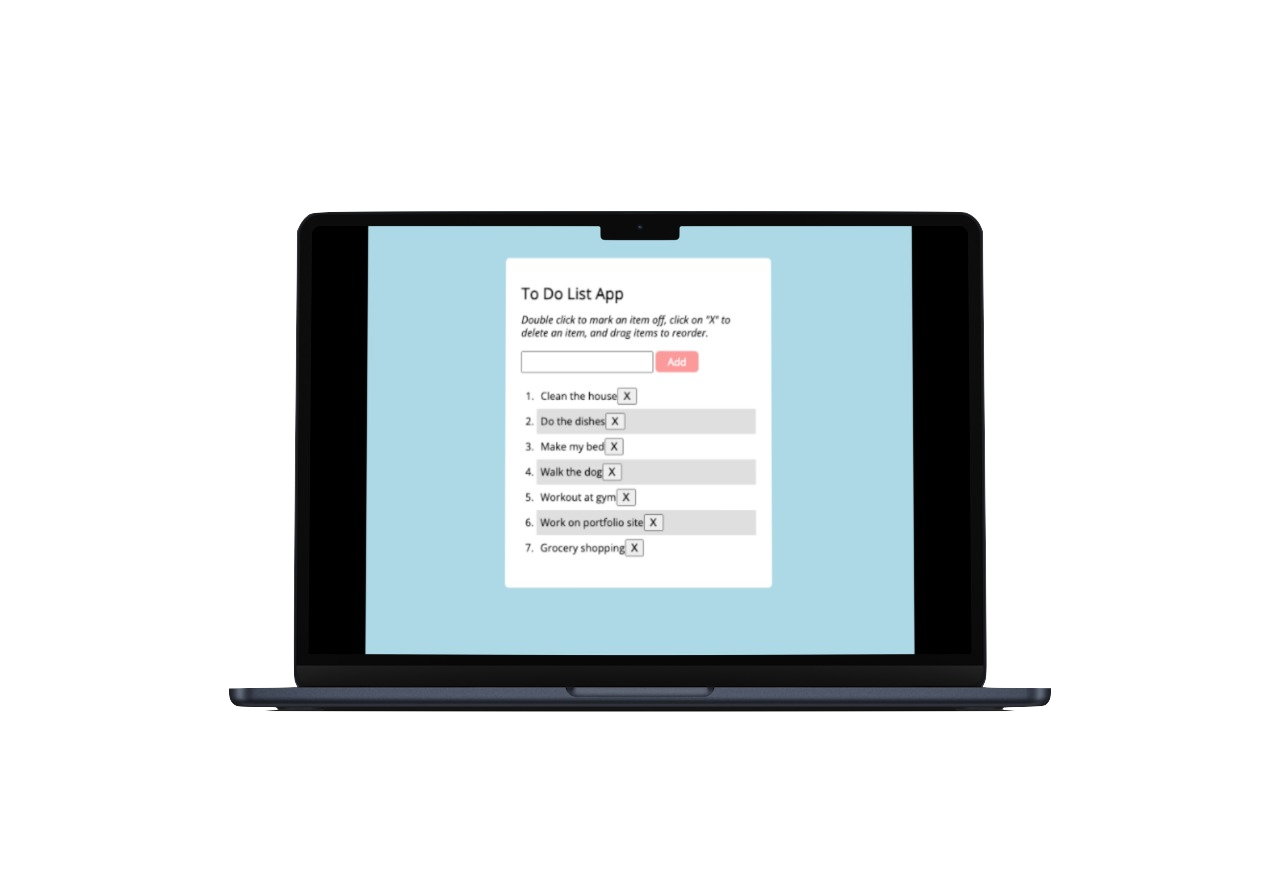 To Do List App
Double click to mark an item off, click on "X" to
delete an item, and drag items to reorder.
Add
1. Clean the house X
2. Do the dishes X
3. Make my bed X
4. Walk the dog X
5. Workout at gym X
6. Work on portfolio site X
7. Grocery shopping X